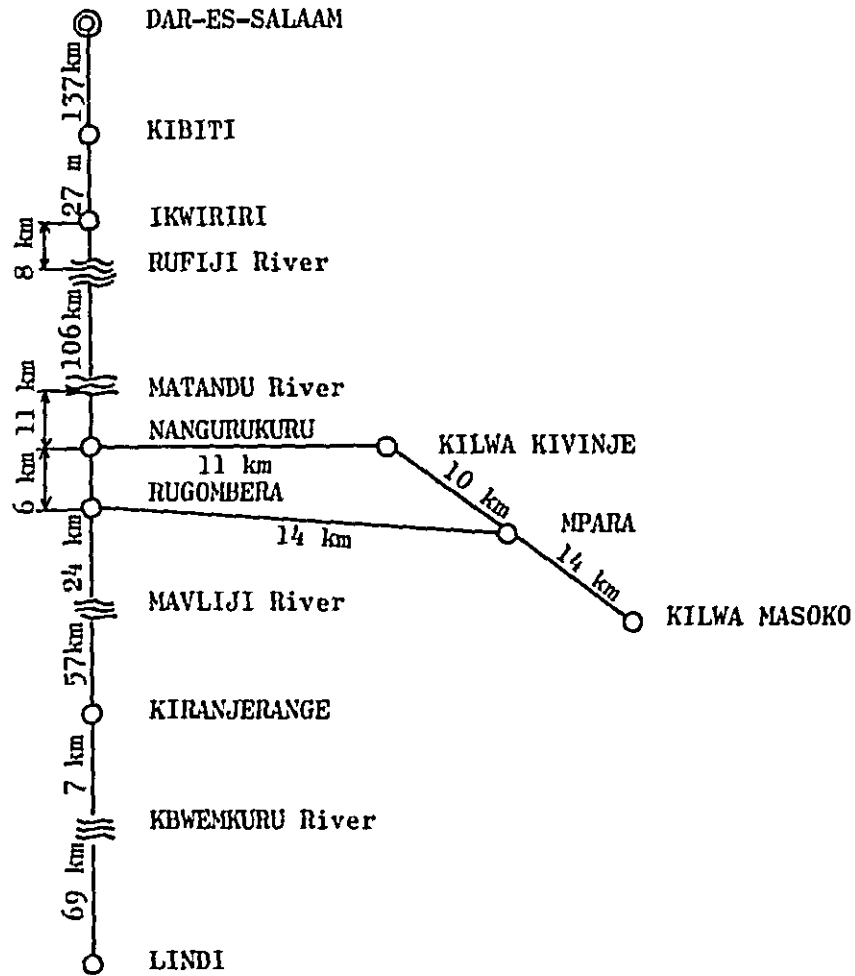 DAR-ES-SALAAM
137km
KIBITI
27 m
IKWIRIRI
8 km
RUFIJI River
106km
MATANDU River
11 km
NANGURUKURU
11 km
KILWA KIVINJE
6 km
RUGOMBERA
10 km
MPARA
14 km
14 km
24 km
MAVLIJI River
KILWA MASOKO
57km
KIRANJERANGE
7 km
KBWEMKURU River
69 km
LINDI